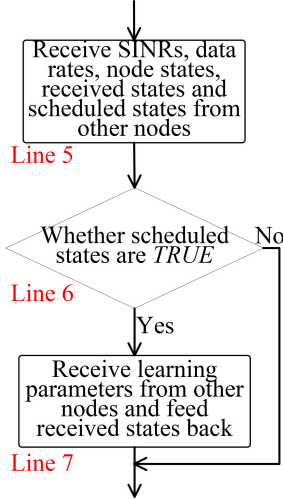 Receive SINRs, data
rates, node states,
received states and
scheduled states from
other nodes
Line 5
Whether scheduled
states are TRUE
No
Line 6
Yes
Receive learning
parameters from other
nodes and feed
received states back
Line 7